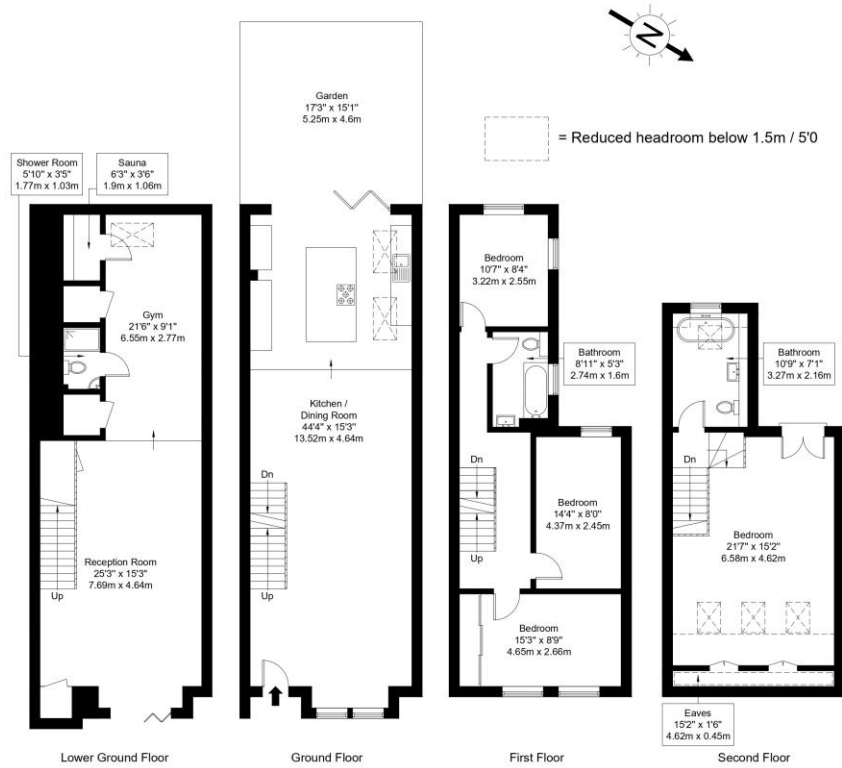 N
= Reduced headroom below 1.5m / 5'0
Garden
17'3" x 15'1"
5.25m x 4.6m
Shower Room
5'10" x 3'5"
1.77m x 1.03m
Sauna
6'3" x 3'6"
1.9m x 1.06m
Gym
21'6" x 9'1"
6.55m x 2.77m
Reception Room
25'3" x 15'3"
7.69m x 4.64m
Up
Lower Ground Floor
Kitchen /
Dining Room
44'4" x 15'3"
13.52m x 4.64m
Dn
Up
Ground Floor
Bedroom
10'7" x 8'4"
3.22m x 2.55m
Bathroom
8'11" x 5'3"
2.74m x 1.6m
Dn
Up
Bedroom
14'4" x 8'0"
4.37m x 2.45m
Bedroom
15'3" x 8'9"
4.65m x 2.66m
First Floor
Bathroom
10'9" x 7'1"
3.27m x 2.16m
Dn
Bedroom
21'7" x 15'2"
6.58m x 4.62m
Eaves
15'2" x 1'6"
4.62m x 0.45m
Second Floor